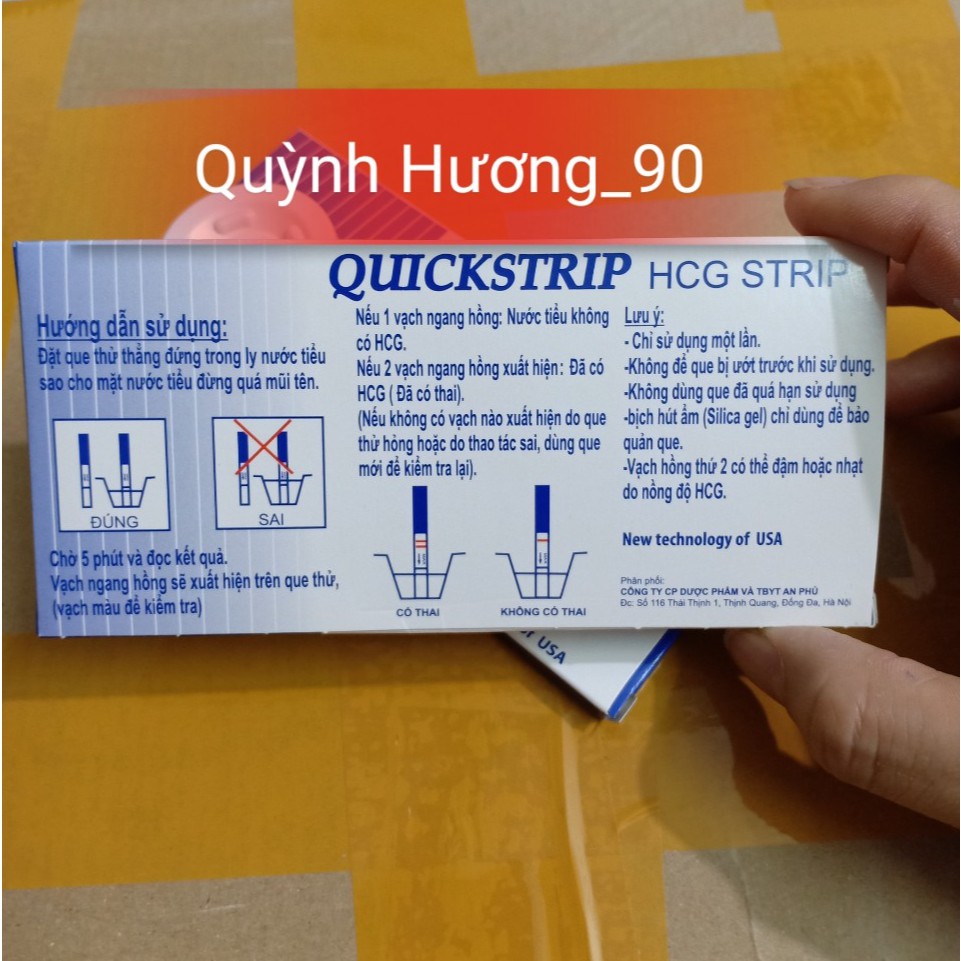 Quỳnh Hương_90
QUICKSTRIP HCG STRIP
Hướng dẫn sử dụng:
Đặt que thử thẳng đứng trong ly nước tiểu
sao cho mặt nước tiểu đừng quá mũi tên.
ĐÚNG
SAI
Chờ 5 phút và đọc kết quả.
Vạch ngang hồng sẽ xuất hiện trên que thử,
(vạch màu để kiểm tra)
Nếu 1 vạch ngang hồng: Nước tiểu không
có HCG.
Nếu 2 vạch ngang hồng xuất hiện: Đã có
HCG ( Đã có thai).
(Nếu không có vạch nào xuất hiện do que
thử hỏng hoặc do thao tác sai, dùng que
mới để kiểm tra lại).
CÓ THAI
KHÔNG CÓ THAI
Lưu ý:
- Chỉ sử dụng một lần.
-Không để que bị ướt trước khi sử dụng.
-Không dùng que đã quá hạn sử dụng
-bịch hút ẩm (Silica gel) chỉ dùng để bảo
quản que.
-Vạch hồng thứ 2 có thể đậm hoặc nhạt
do nồng độ HCG.
New technology of USA
Phân phối:
CÔNG TY CP DƯỢC PHẨM VÀ TBYT AN PHÚ
Đc: Số 116 Thái Thịnh 1, Thịnh Quang, Đống Đa, Hà Nội
of USA